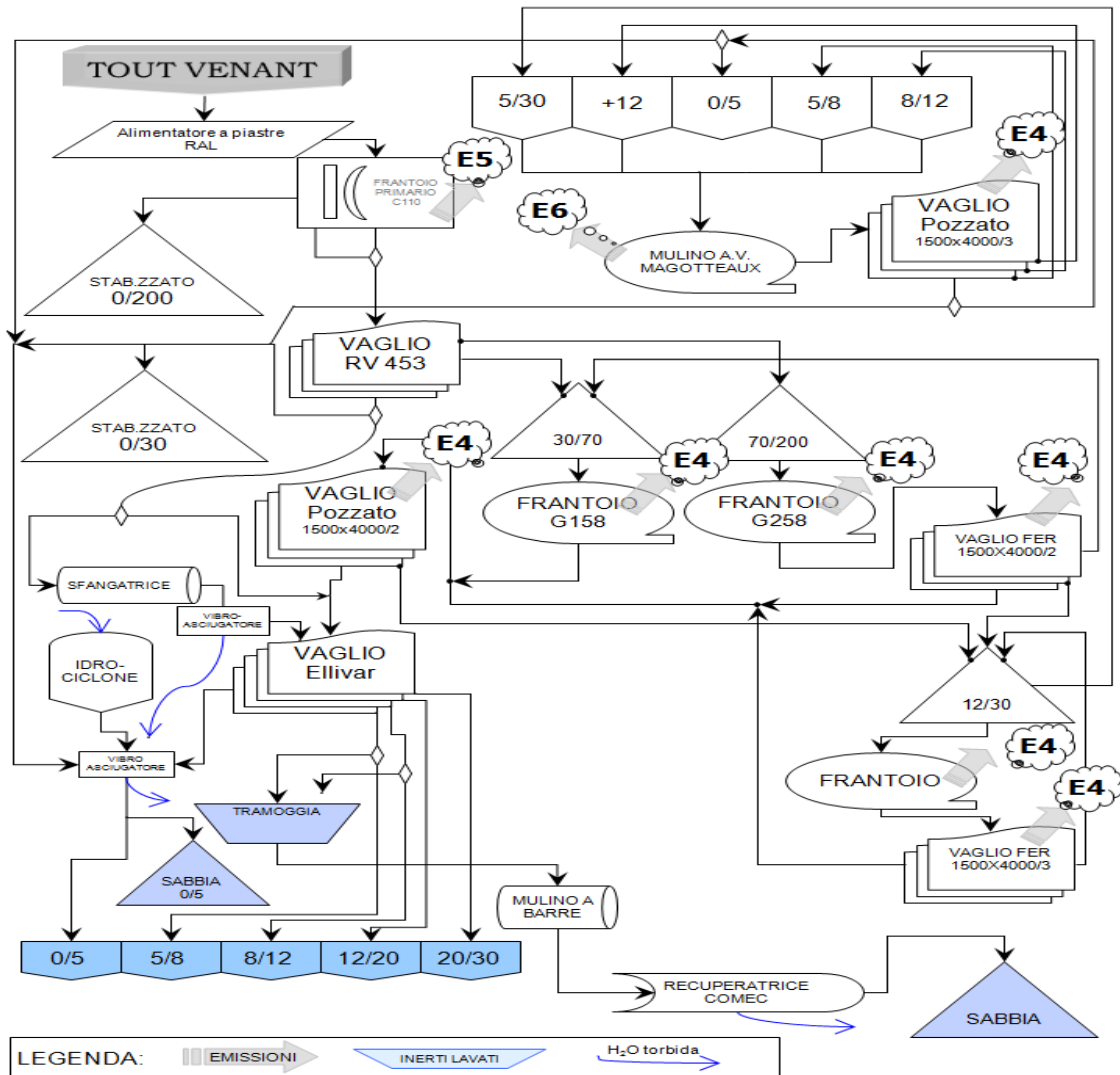 TOUT VENANT
Alimentatore a piastre
RAL
5/30
+12
0/5
5/8
8/12
E5
FRANTOIO
PRIMARIO
C110
E4
E6
VAGLIO
Pozzato
1500x4000/3
MULINO A.V.
MAGOTTEAUX
STAB.ZZATO
0/200
VAGLIO
RV 453
STAB.ZZATO
0/30
30/70
70/200
E4
E4
E4
E4
VAGLIO
Pozzato
1500x4000/2
FRANTOIO
G158
FRANTOIO
G258
VAGLIO FER
1500X4000/2
SFANGATRICE
VIBRO-
ASCIUGATORE
VAGLIO
Ellivar
IDRO-
CICLONE
12/30
VIBRO
ASCIUGATORE
E4
FRANTOIO
E4
TRAMOGGIA
VAGLIO FER
1500X4000/3
SABBIA
0/5
MULINO A
BARRE
0/5
5/8
8/12
12/20
20/30
RECUPERATRICE
COMEC
SABBIA
LEGENDA:
EMISSIONI
INERTI LAVATI
H₂O torbida